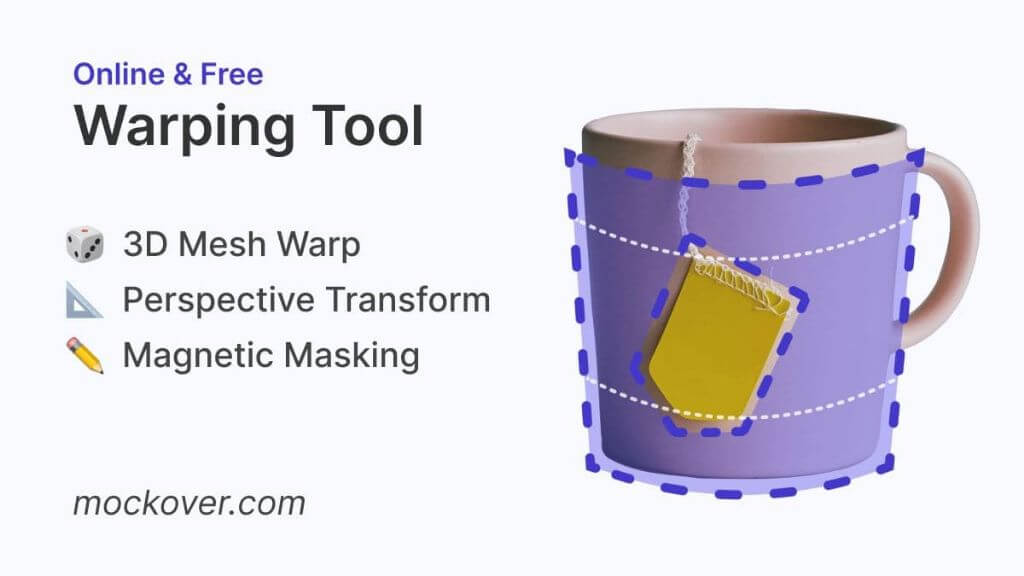 Online & Free
Warping Tool
3D Mesh Warp
Perspective Transform
Magnetic Masking
mockover.com